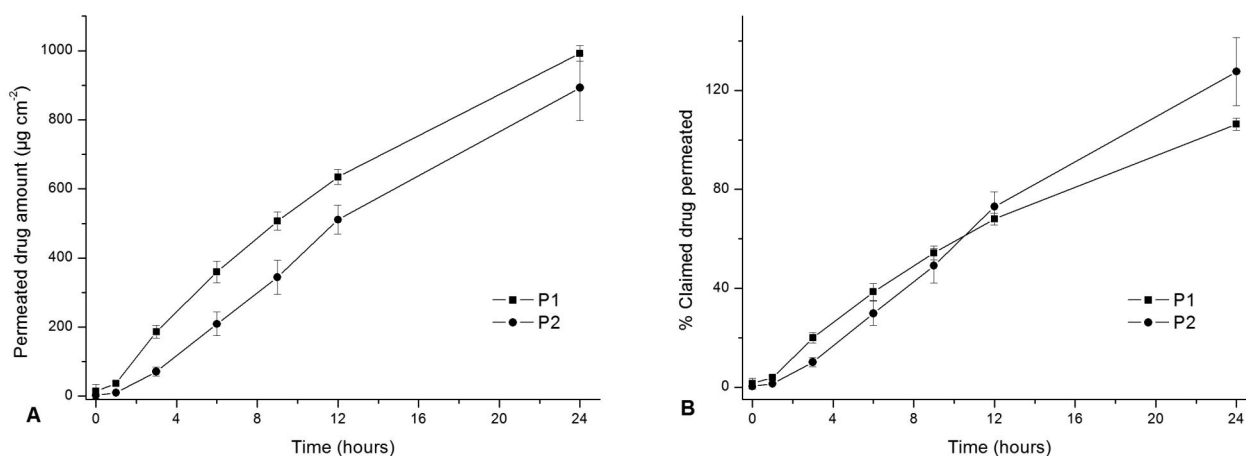 Permeated drug amount (µg cm-2)
1000
800
600
400
200
0
P1
P2
0 4 8 12 16 20 24
Time (hours)
A
% Claimed drug permeated
120
80
40
0
P1
P2
0 4 8 12 16 20 24
Time (hours)
B